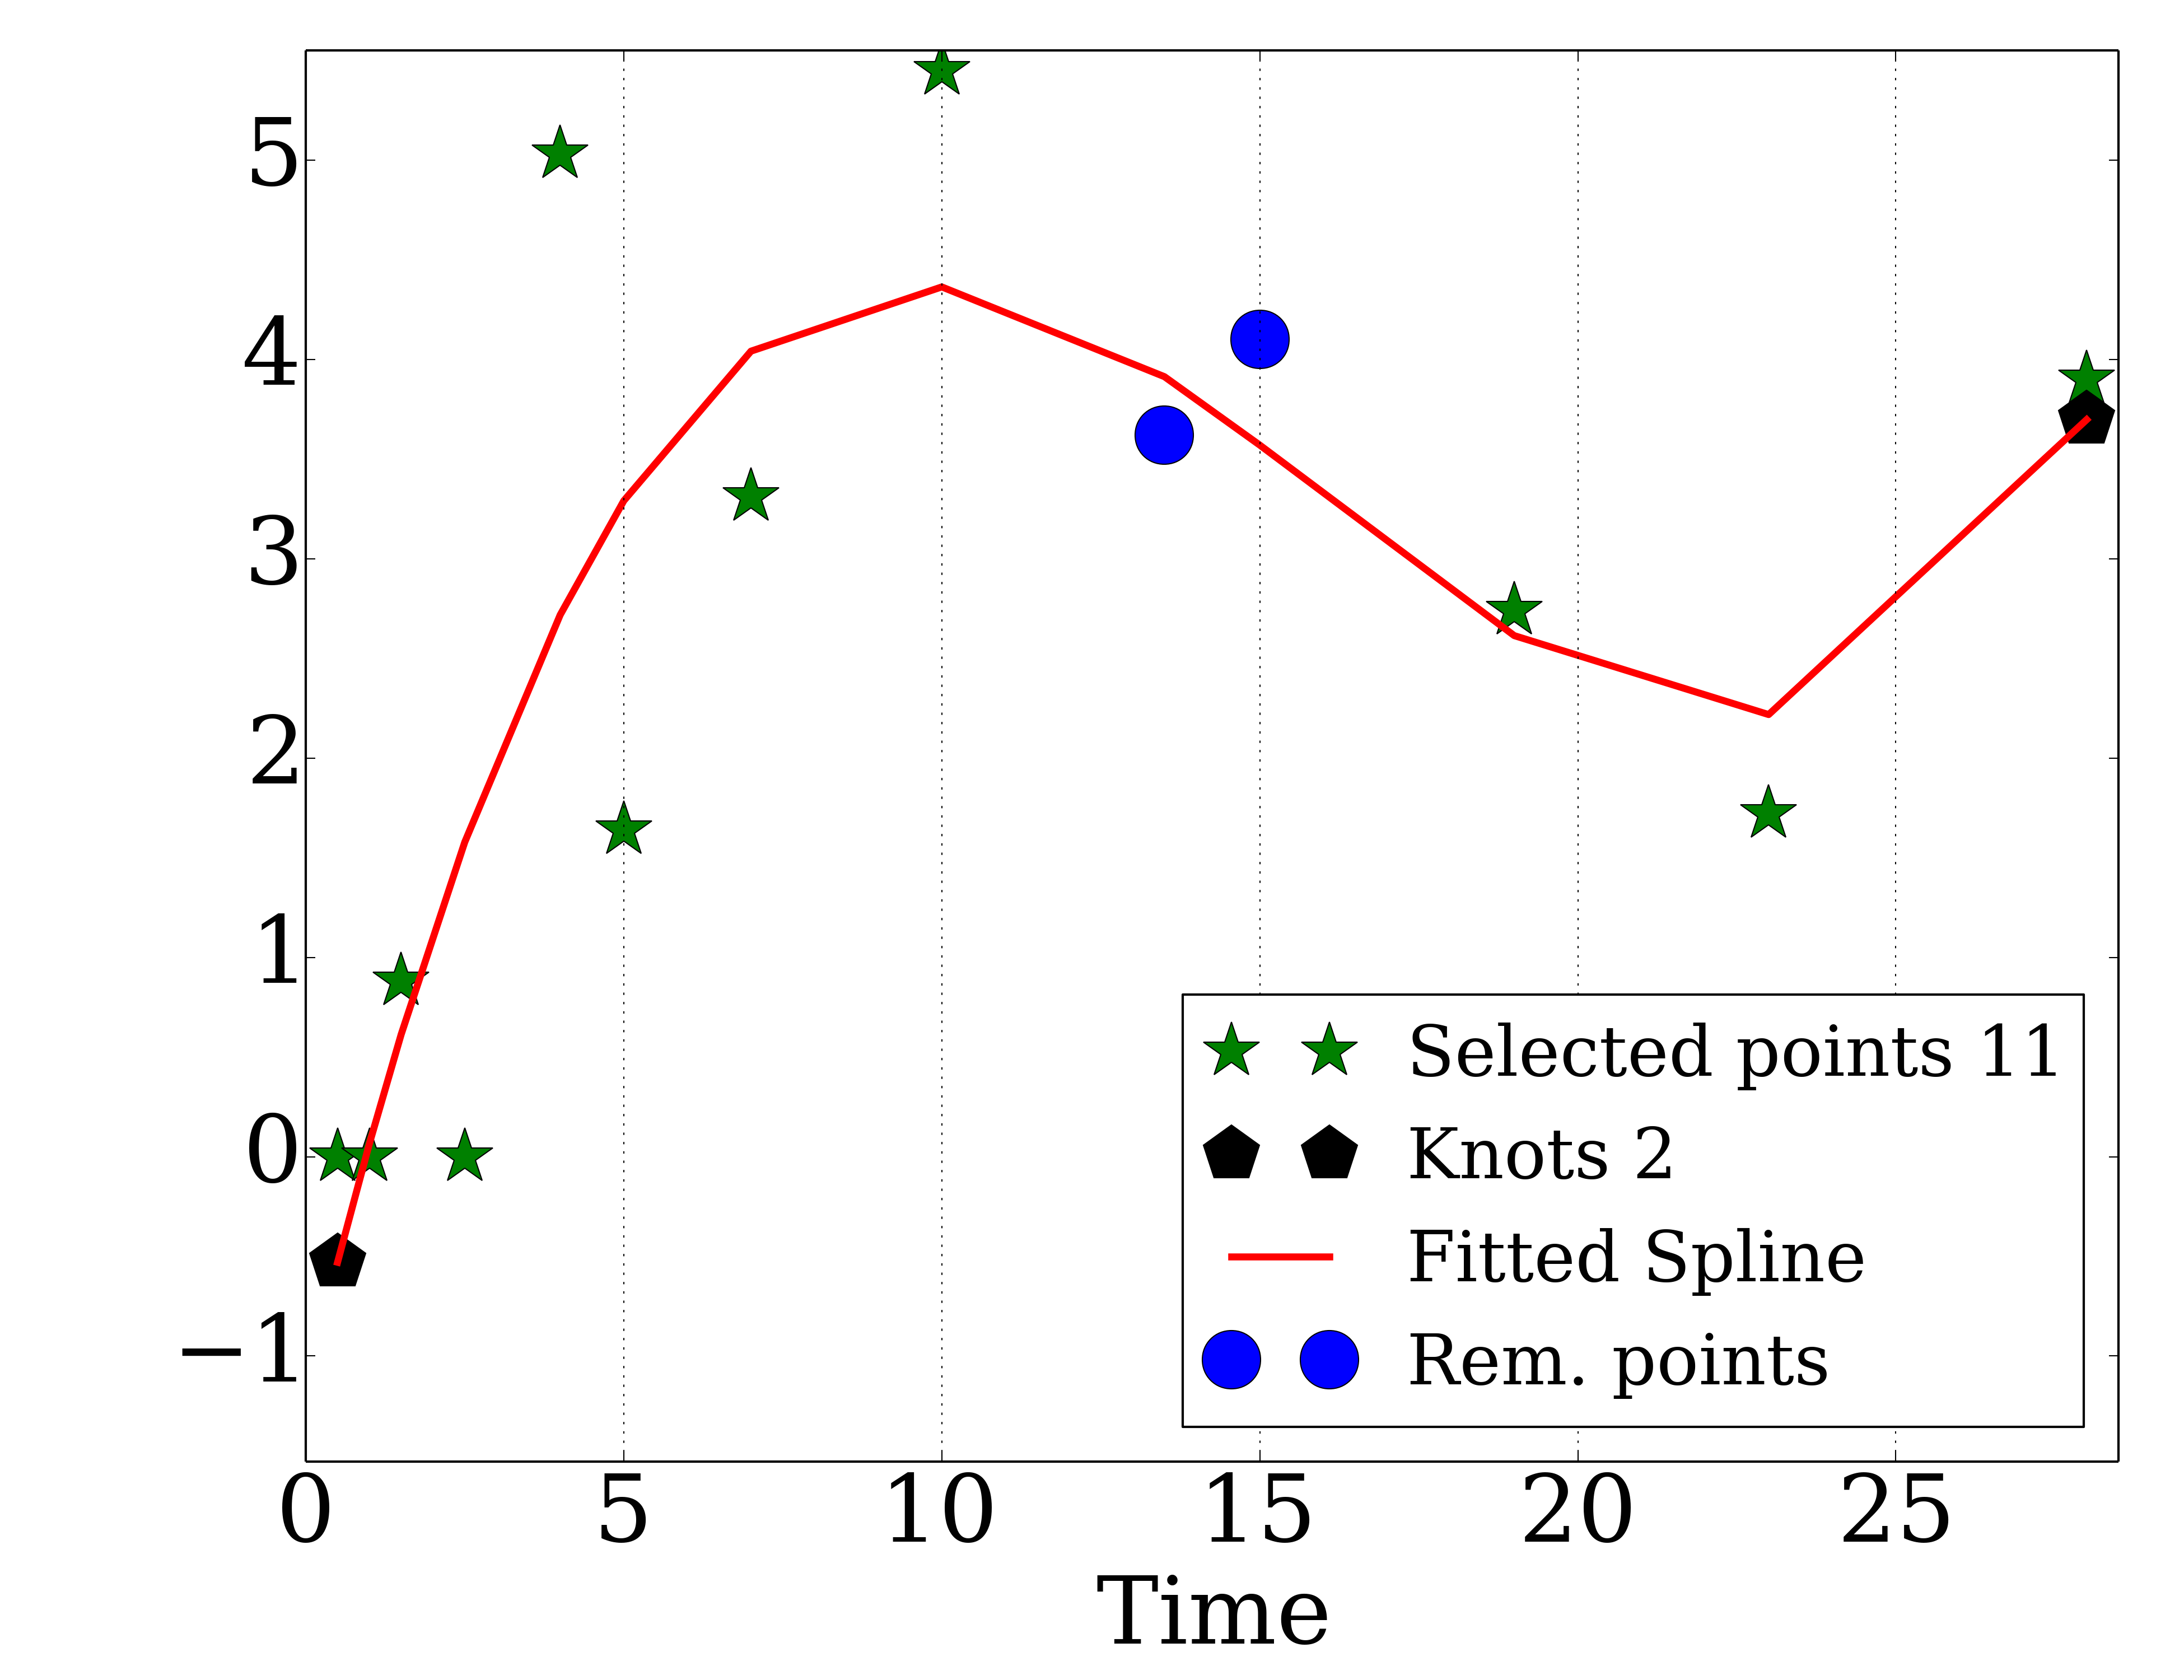 5
4
3
2
1
0
−1
Selected points 11
Knots 2
Fitted Spline
Rem. points
0 5 10 15 20 25
Time